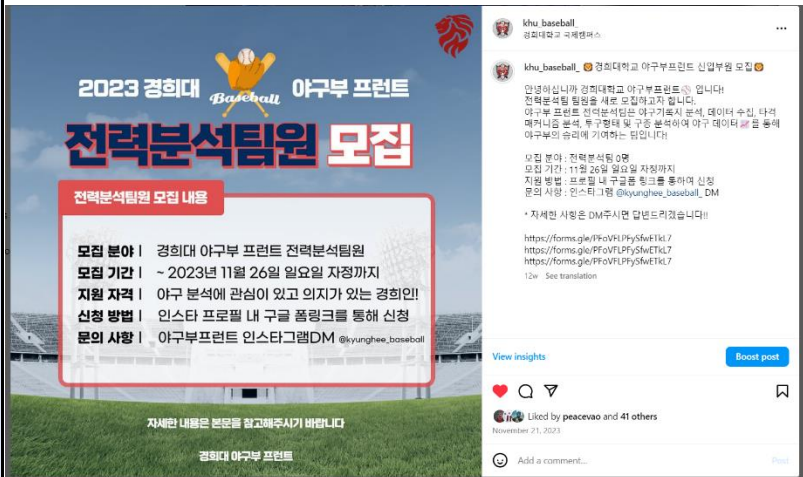 2023 경희대 Baseball 야구부 프런트
전력분석팀원 모집
전력분석팀원 모집 내용
모집 분야 | 경희대 야구부 프런트 전력분석팀원
모집 기간 | ~ 2023년 11월 26일 일요일 자정까지
지원 자격 | 야구 분석에 관심이 있고 의지가 있는 경희인!
신청 방법 | 인스타 프로필 내 구글 폼링크를 통해 신청
문의 사항 | 야구부프런트 인스타그램DM @kyunghee_baseball
자세한 내용은 본문을 참고해주시기 바랍니다
경희대 야구부 프런트
khu_baseball_
경희대학교 국제캠퍼스
khu_baseball_ 경희대학교 야구부프런트 신입부원 모집
안녕하십니까 경희대학교 야구부프런트 입니다!
전력분석팀 팀원을 새로 모집하고자 합니다.
야구부 프런트 전력분석팀은 야구기록지 분석, 데이터 수집, 타격
매커니즘 분석, 투구형태 및 구종 분석하여 야구 데이터 를 통해
야구부의 승리에 기여하는 팀입니다!
모집 분야 : 전력분석팀 0명
모집 기간 : 11월 26일 일요일 자정까지
지원 방법 : 프로필 내 구글폼 링크를 통하여 신청
문의 사항 : 인스타그램 @kyunghee_baseball_ DM
* 자세한 사항은 DM주시면 답변드리겠습니다!!
https://forms.gle/PFoVFLPFySfwETkL7
https://forms.gle/PFoVFLPFySfwETkL7
https://forms.gle/PFoVFLPFySfwETkL7
12w See translation
View insights
Boost post
Liked by peacevao and 41 others
November 21, 2023
Add a comment...
Post